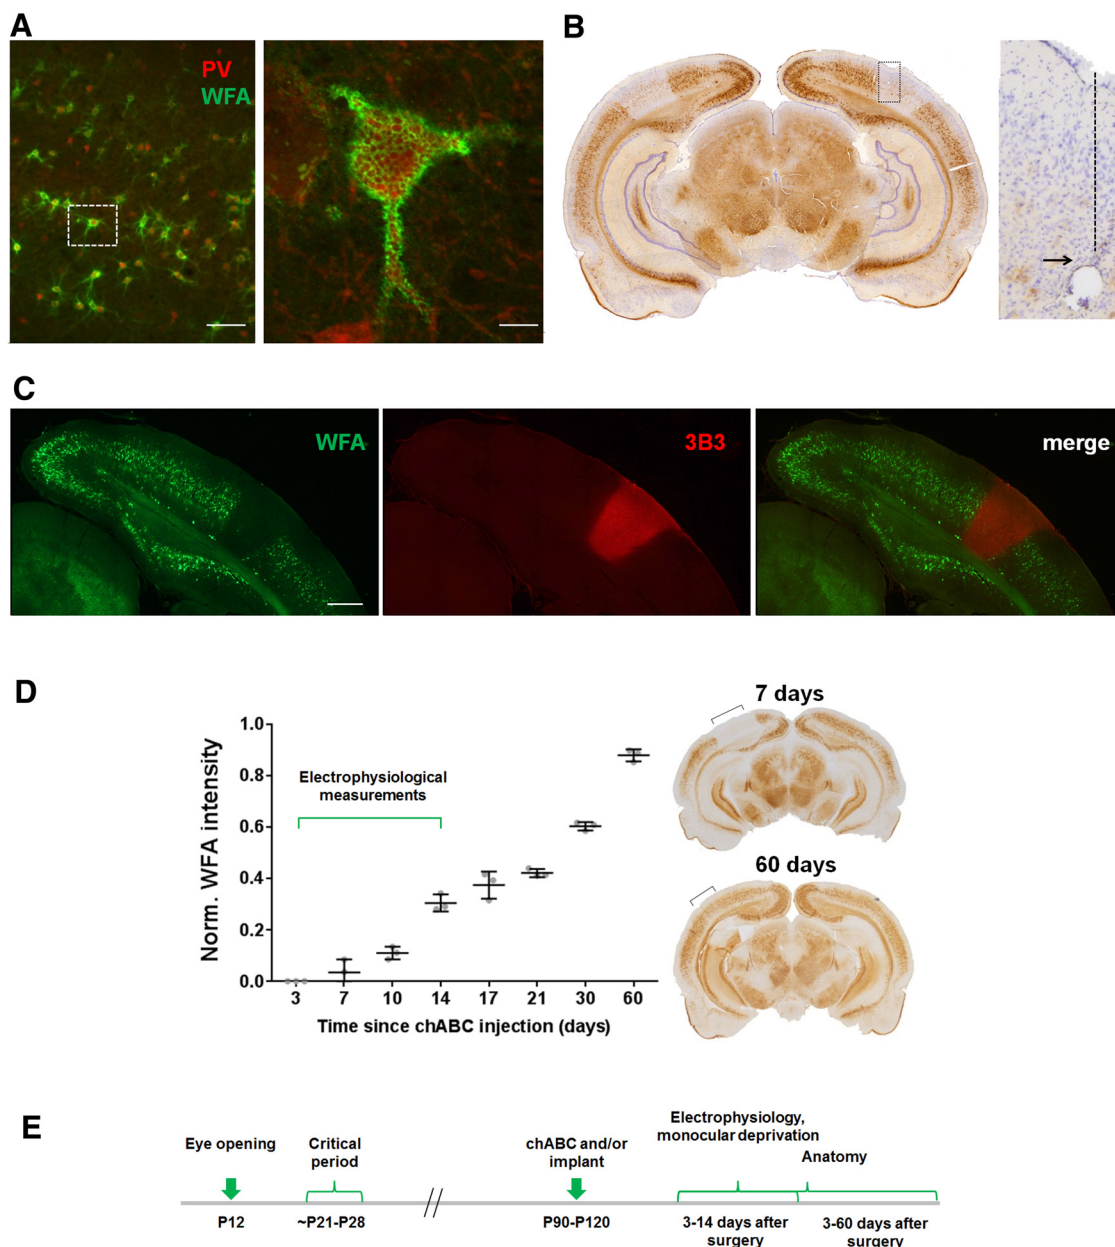 A
PV
WFA
B
C
WFA
3B3
merge
D
Norm. WFA intensity
1.0
0.8
0.6
0.4
0.2
0.0
Electrophysiological
measurements
3 7 10 14 17 21 30 60
Time since chABC injection (days)
7 days
60 days
E
Eye opening
Critical
period
chABC and/or
implant
Electrophysiology,
monocular deprivation
Anatomy
P12
~P21-P28
P90-P120
3-14 days after
surgery
3-60 days after
surgery